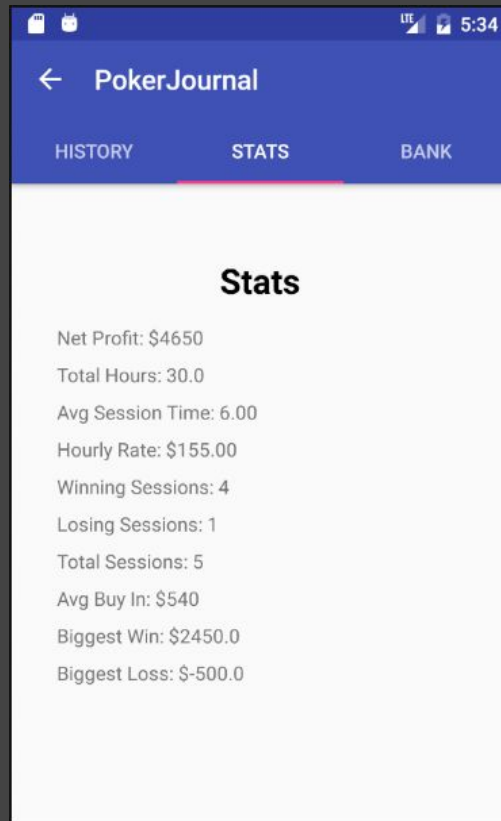 LTE 5:34
PokerJournal
HISTORY STATS BANK
Stats
Net Profit: $4650
Total Hours: 30.0
Avg Session Time: 6.00
Hourly Rate: $155.00
Winning Sessions: 4
Losing Sessions: 1
Total Sessions: 5
Avg Buy In: $540
Biggest Win: $2450.0
Biggest Loss: $-500.0